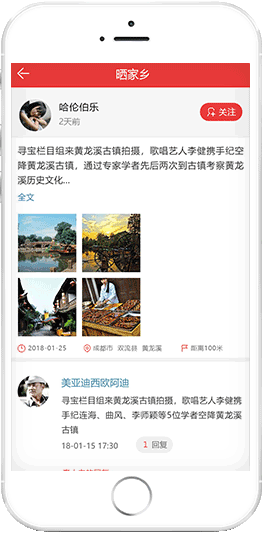 晒家乡
哈伦伯乐
关注
2天前
寻宝栏目组来黄龙溪古镇拍摄，歌唱艺人李健携手纪空
降黄龙溪古镇，通过专家学者先后两次到古镇考察黄龙
溪历史文化...
全文
2018-01-25 成都市 双流县 黄龙溪 距离100米
美亚迪西欧阿迪
寻宝栏目组来黄龙溪古镇拍摄，歌唱艺人李健携
手纪连海、曲风、李师颖等5位学者空降黄龙溪
古镇
18-01-15 17:30 1 回复